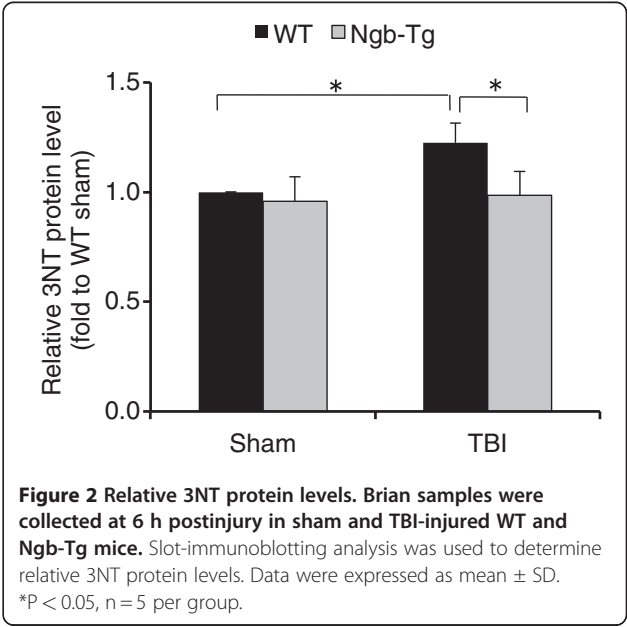 WT Ngb-Tg
* *
1.5
1.0
0.5
0.0
Relative 3NT protein level
(fold to WT sham)
Sham TBI
Figure 2 Relative 3NT protein levels. Brian samples were
collected at 6 h postinjury in sham and TBI-injured WT and
Ngb-Tg mice. Slot-immunoblotting analysis was used to determine
relative 3NT protein levels. Data were expressed as mean ± SD.
*P < 0.05, n = 5 per group.